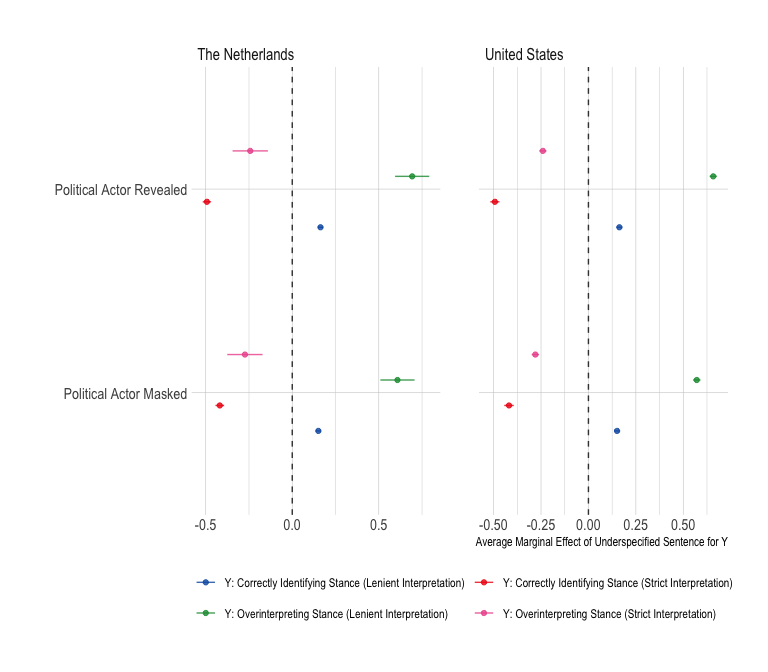 The Netherlands
United States
Political Actor Revealed
Political Actor Masked
-0.5 0.0 0.5
-0.50 -0.25 0.00 0.25 0.50
Average Marginal Effect of Underspecified Sentence for Y
Y: Correctly Identifying Stance (Lenient Interpretation)
Y: Correctly Identifying Stance (Strict Interpretation)
Y: Overinterpreting Stance (Lenient Interpretation)
Y: Overinterpreting Stance (Strict Interpretation)